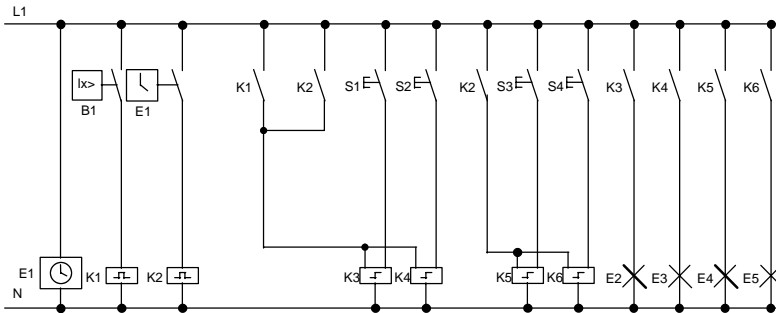 L1
K1 K2 S1 S2 K2 S3 S4 K3 K4 K5 K6
Ix>
B1 E1
E1 K1 K2 K3 K4 K5 K6 E2 E3 E4 E5
N